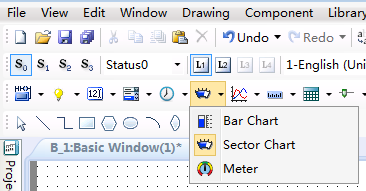 File Edit View Window Drawing Component Library
Undo Redo
S0 S1 S2 S3 Status0 L1 L2 L3 L4 1-English (Uni
123
Bar Chart
B_1:Basic Window(1)* Sector Chart
Meter
Proje